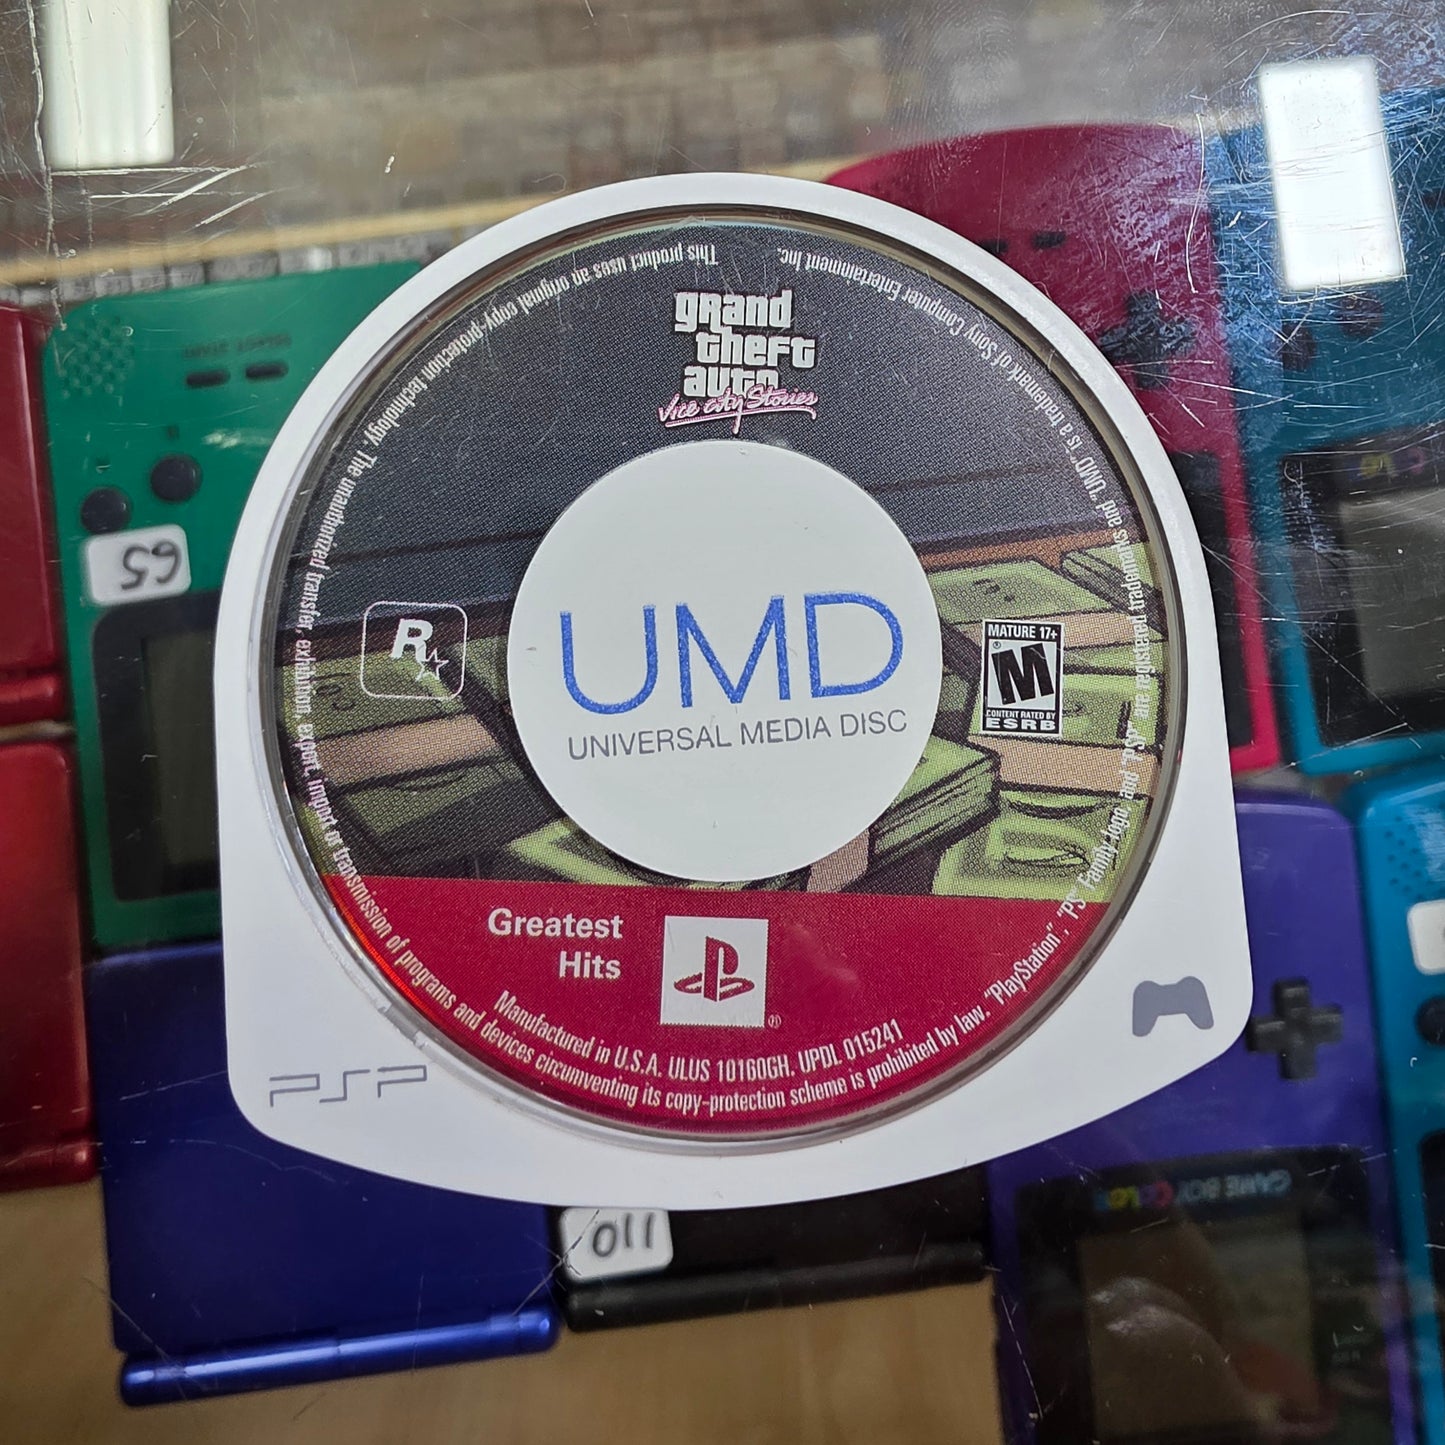 grand
theft
auto
Vice City Stories
R
UMD
UNIVERSAL MEDIA DISC
MATURE 17+
M
®
CONTENT RATED BY
ESRB
Greatest
Hits
®
Manufactured in U.S.A. ULUS 10160GH. UPDL 015241
This product uses an original copy-protection technology. The unauthorized transfer, exhibition, export, import or transmission of programs and devices circumventing its copy-protection scheme is prohibited by law. "PlayStation", "PS" Family logo and "PSP" are registered trademarks and "UMD" is a trademark of Sony Computer Entertainment Inc.
PSP
65
SELECT START
110
GAME BOY COLOR